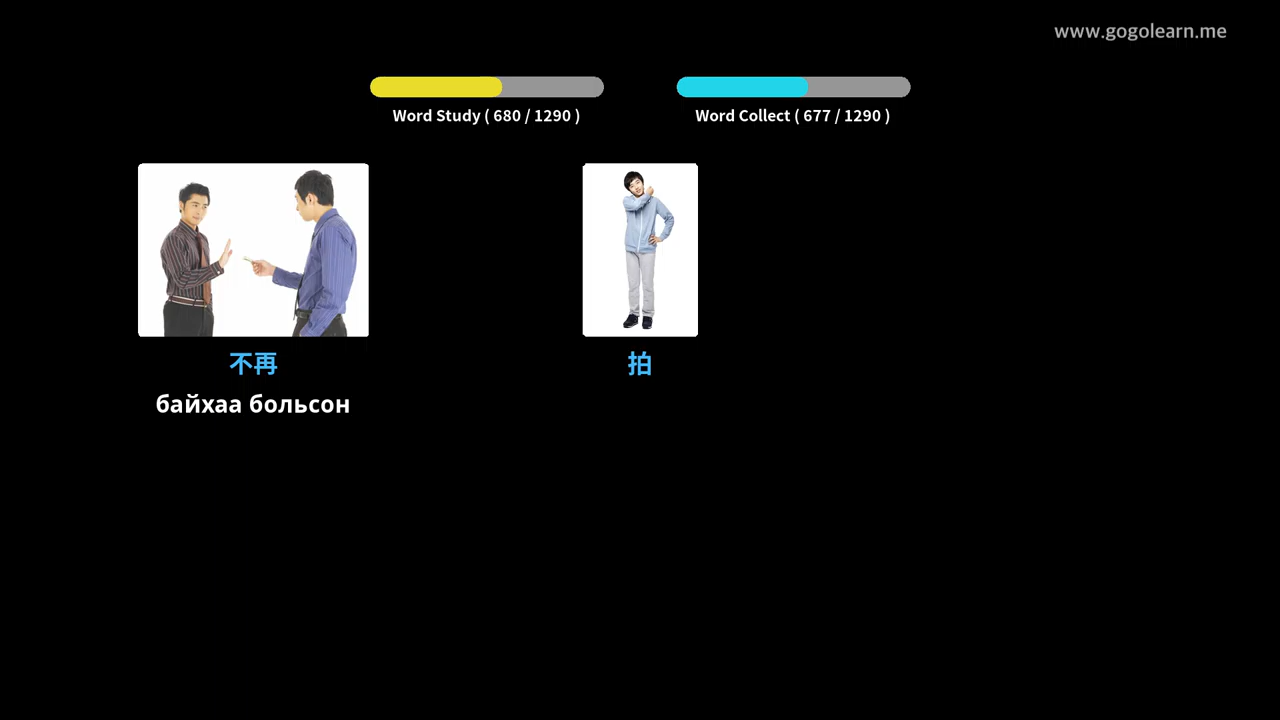 www.gogolearn.me
Word Study ( 680 / 1290 )
Word Collect ( 677 / 1290 )
不再
拍
байхаа больсон